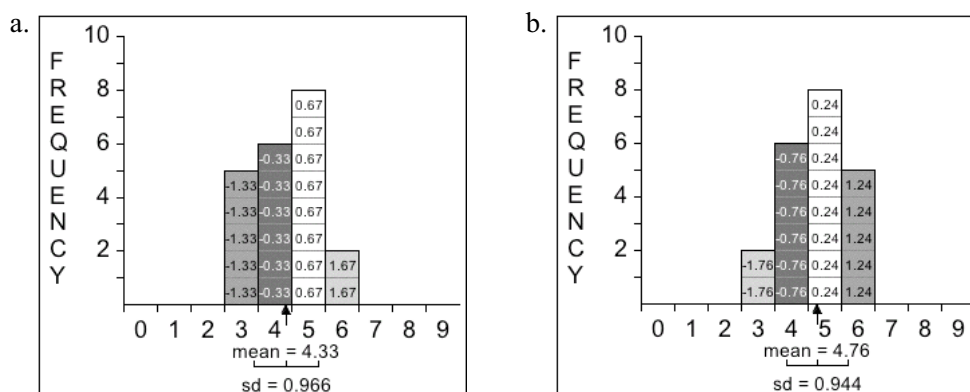 a.
FREQUENCY
10
8
6
4
2
0.67
0.67
-0.33 0.67
-1.33 -0.33 0.67
-1.33 -0.33 0.67
-1.33 -0.33 0.67
-1.33 -0.33 0.67 1.67
-1.33 -0.33 0.67 1.67
0 1 2 3 4 5 6 7 8 9
mean = 4.33
sd = 0.966
b.
FREQUENCY
10
8
6
4
2
0.24
0.24
-0.76 0.24
-0.76 0.24 1.24
-0.76 0.24 1.24
-0.76 0.24 1.24
-1.76 -0.76 0.24 1.24
-1.76 -0.76 0.24 1.24
0 1 2 3 4 5 6 7 8 9
mean = 4.76
sd = 0.944